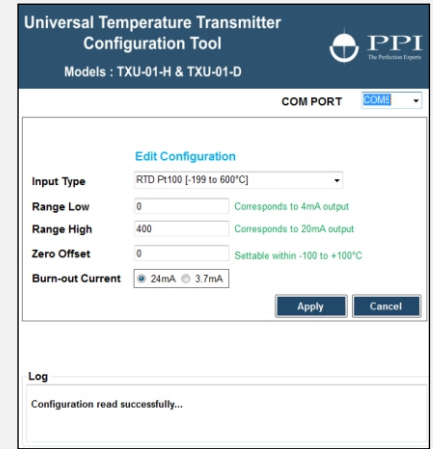 Universal Temperature Transmitter
Configuration Tool
PPI
The Perfection Experts
Models : TXU-01-H & TXU-01-D
COM PORT COM5
Edit Configuration
Input Type RTD Pt100 [-199 to 600°C]
Range Low 0 Corresponds to 4mA output
Range High 400 Corresponds to 20mA output
Zero Offset 0 Settable within -100 to +100°C
Burn-out Current 24mA 3.7mA
Apply Cancel
Log
Configuration read successfully...